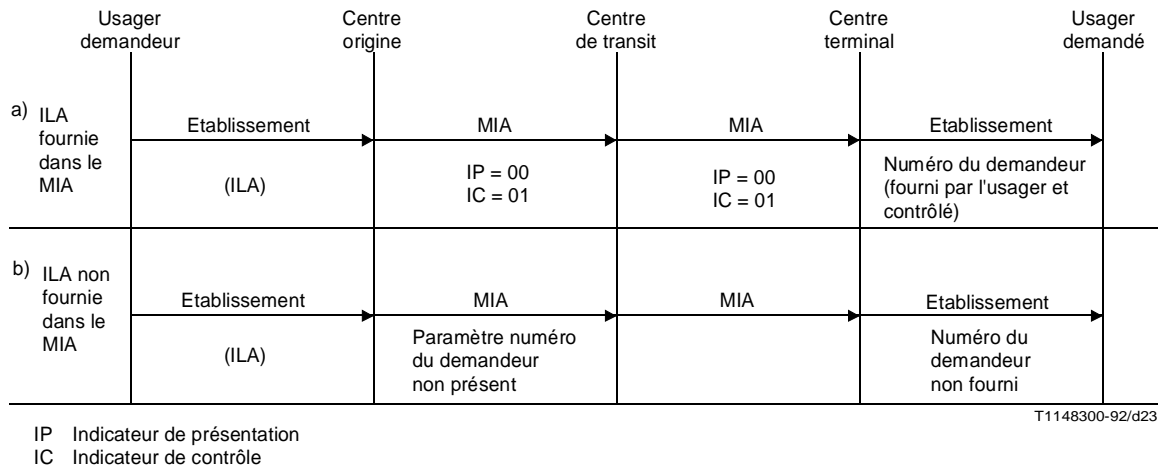 Usager
demandeur
Centre
origine
Centre
de transit
Centre
terminal
Usager
demandé
a) ILA
fournie
dans le
MIA
Etablissement
(ILA)
MIA
IP = 00
IC = 01
MIA
IP = 00
IC = 01
Etablissement
Numéro du demandeur
(fourni par l'usager et
contrôlé)
b) ILA non
fournie
dans le
MIA
Etablissement
(ILA)
MIA
Paramètre numéro
du demandeur
non présent
MIA
Etablissement
Numéro du
demandeur
non fourni
T1148300-92/d23
IP Indicateur de présentation
IC Indicateur de contrôle